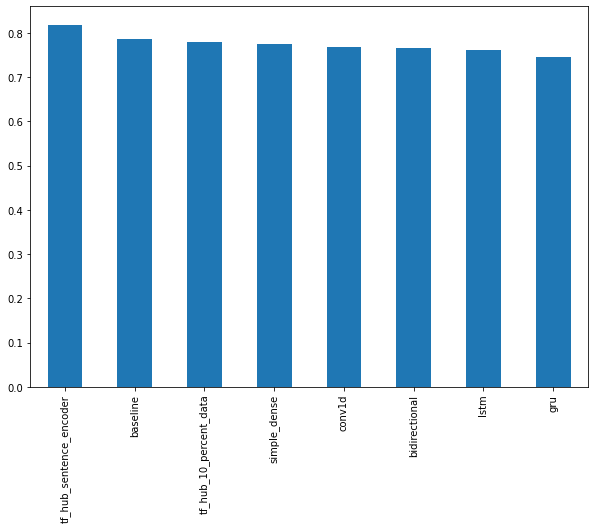 0.8
0.7
0.6
0.5
0.4
0.3
0.2
0.1
0.0
tf_hub_sentence_encoder
baseline
tf_hub_10_percent_data
simple_dense
conv1d
bidirectional
lstm
gru